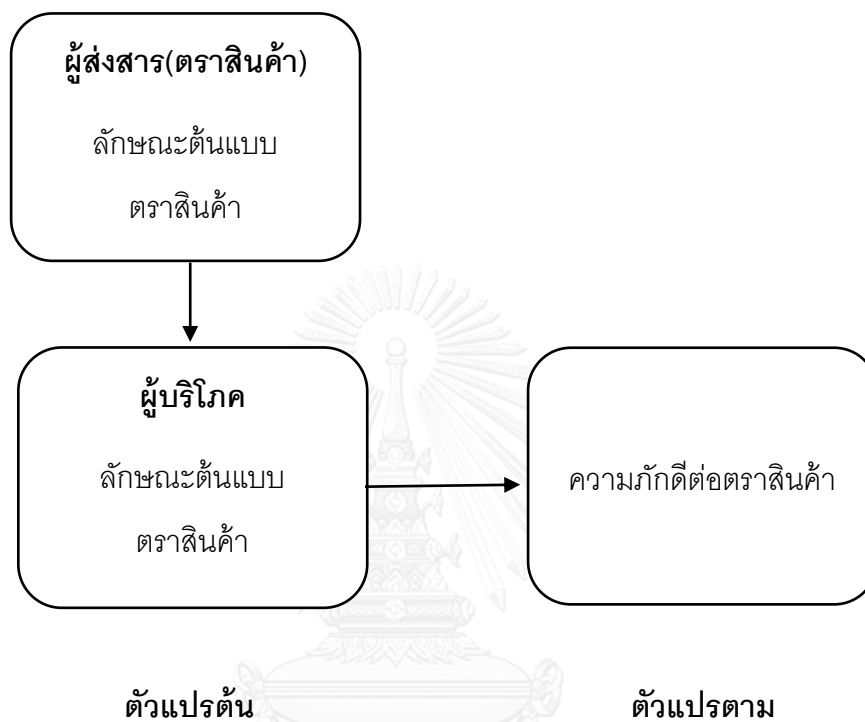 ผู้ส่งสาร(ตราสินค้า)
ลักษณะต้นแบบ
ตราสินค้า
ผู้บริโภค
ลักษณะต้นแบบ
ตราสินค้า
ความภักดีต่อตราสินค้า
ตัวแปรต้น
ตัวแปรตาม